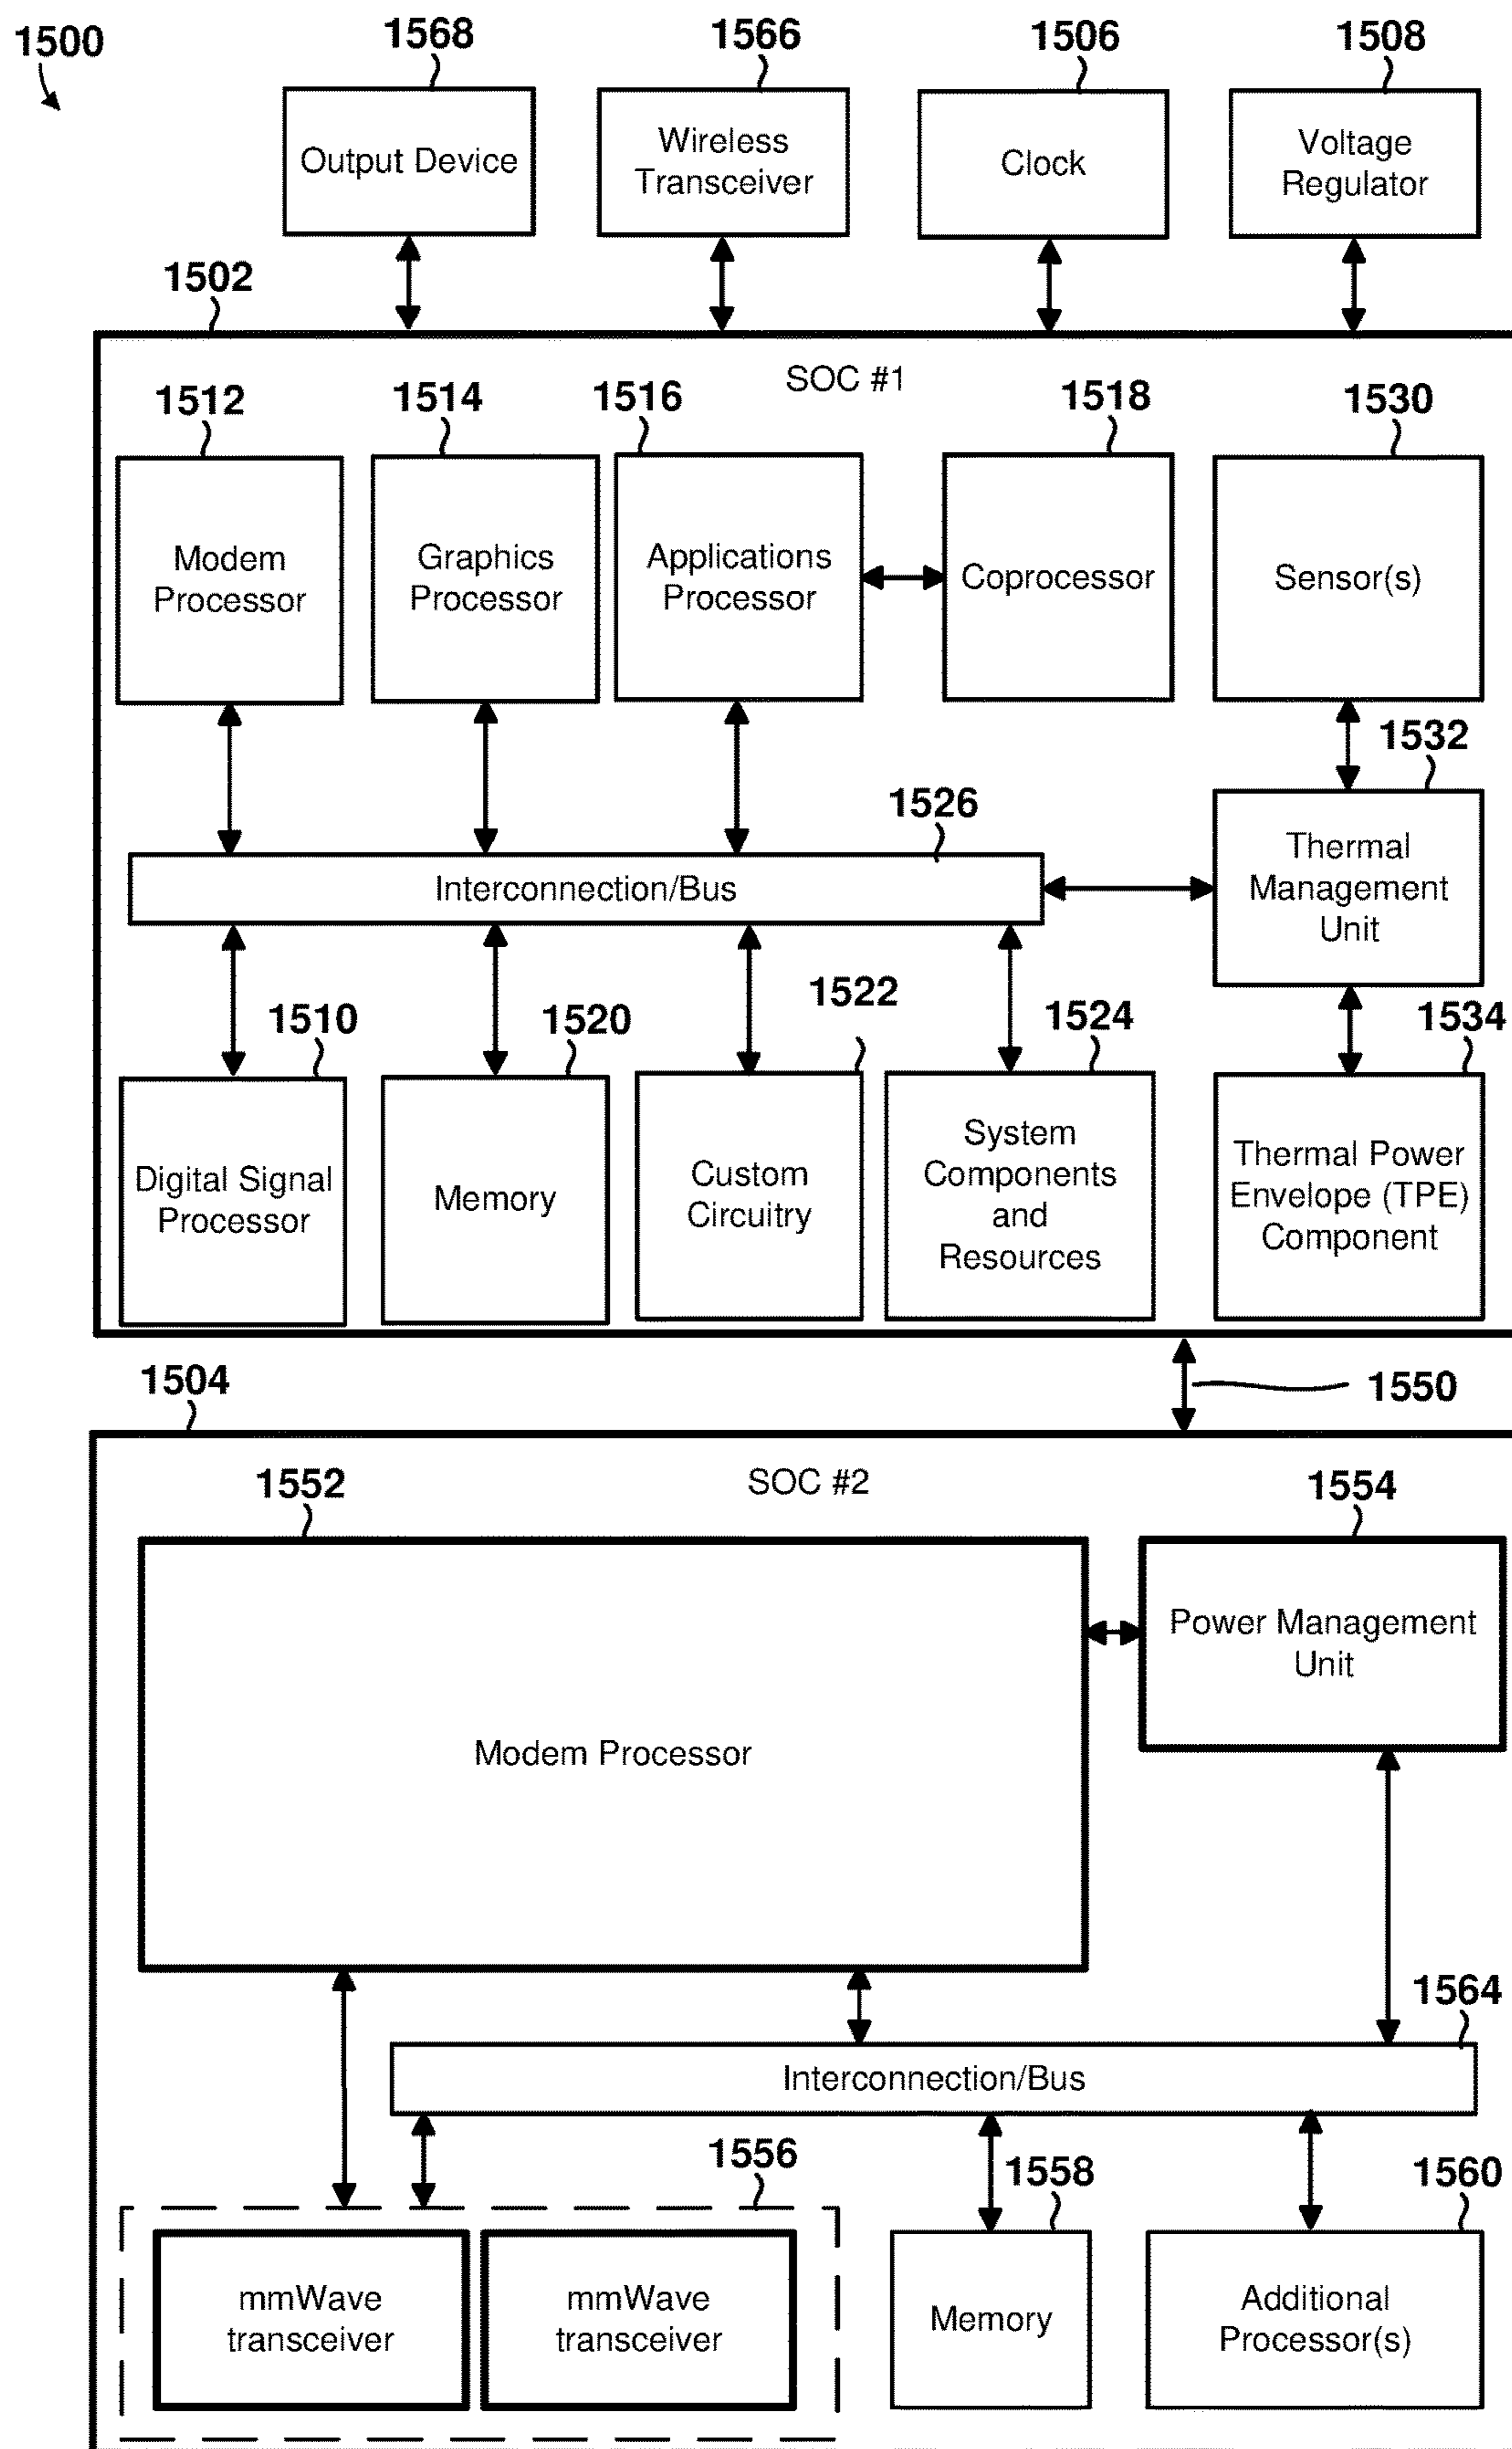 1500
1568
1566
1506
1508
Output Device
Wireless
Transceiver
Clock
Voltage
Regulator
1502
SOC #1
1512
1514
1516
1518
1530
Modem
Processor
Graphics
Processor
Applications
Processor
Coprocessor
Sensor(s)
1532
1526
Interconnection/Bus
Thermal
Management
Unit
1510
1520
1522
1524
1534
Digital Signal
Processor
Memory
Custom
Circuitry
System
Components
and
Resources
Thermal Power
Envelope (TPE)
Component
1504
1550
SOC #2
1552
1554
Modem Processor
Power Management
Unit
1564
Interconnection/Bus
1556
1558
1560
mmWave
transceiver
mmWave
transceiver
Memory
Additional
Processor(s)